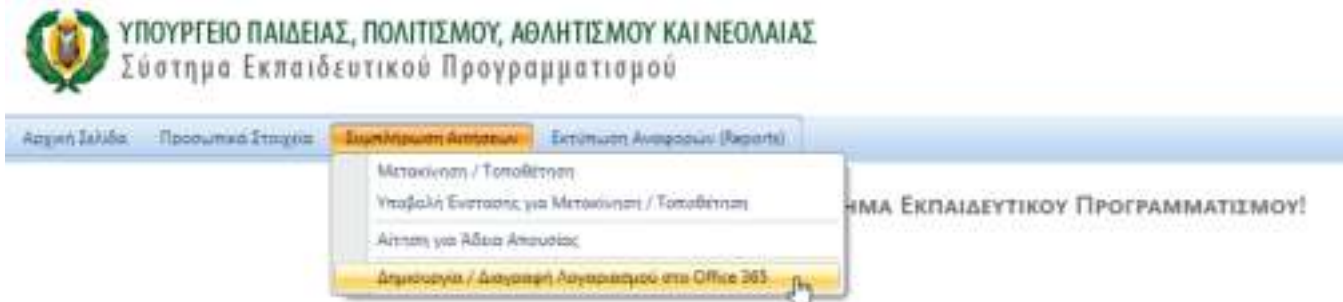 ΥΠΟΥΡΓΕΙΟ ΠΑΙΔΕΙΑΣ, ΠΟΛΙΤΙΣΜΟΥ, ΑΘΛΗΤΙΣΜΟΥ ΚΑΙ ΝΕΟΛΑΙΑΣ
Σύστημα Εκπαιδευτικού Προγραμματισμού
Αρχική Σελίδα Προσωπικά Στοιχεία Συμπλήρωση Αιτήσεων Εκτύπωση Αναφορών (Reports)
Μετακίνηση / Τοποθέτηση
Υποβολή Ενστασης για Μετακίνηση / Τοποθέτηση
ΗΜΑ ΕΚΠΑΙΔΕΥΤΙΚΟΥ ΠΡΟΓΡΑΜΜΑΤΙΣΜΟΥ!
Αίτηση για Άδεια Απουσίας
Δημιουργία / Διαγραφή Λογαριασμού στο Office 365